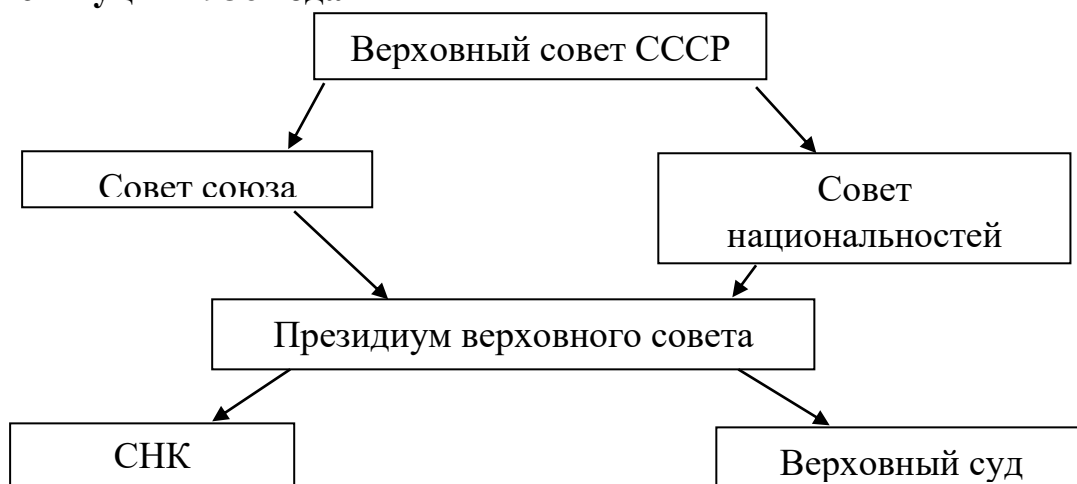 Верховный совет СССР
Совет союза
Совет
национальностей
Президиум верховного совета
СНК
Верховный суд